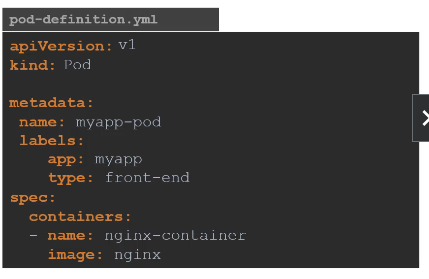 pod-definition.yml
apiVersion: v1
kind: Pod
metadata:
name: myapp-pod
labels:
app: myapp
type: front-end
spec:
containers:
- name: nginx-container
image: nginx